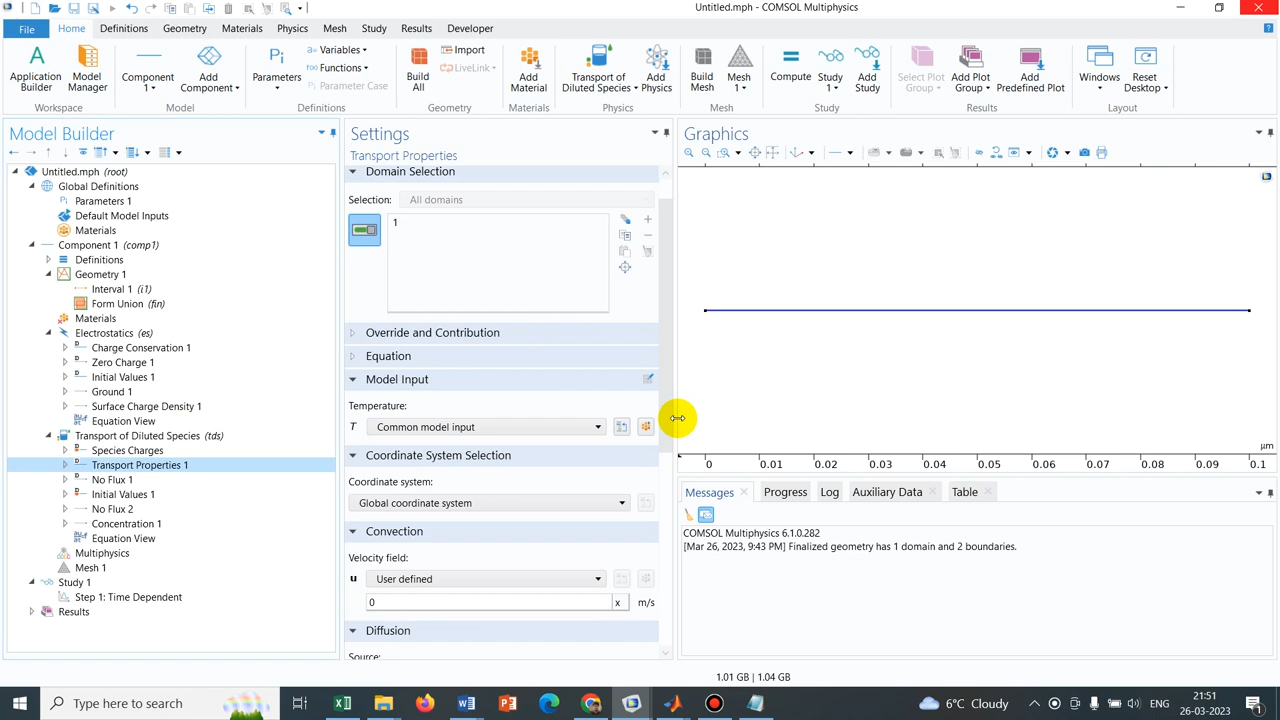 Untitled.mph - COMSOL Multiphysics
File Home Definitions Geometry Materials Physics Mesh Study Results Developer
Application Builder
Model Manager
Workspace
Component 1
Add Component
Model
Parameters
Variables
Functions
Parameter Case
Definitions
Build All
Import
LiveLink
Geometry
Add Material
Materials
Transport of Diluted Species
Add Physics
Physics
Build Mesh
Mesh 1
Mesh
Compute
Study 1
Add Study
Study
Select Plot Group
Add Plot Group
Add Predefined Plot
Results
Windows
Reset Desktop
Layout
Model Builder
Untitled.mph (root)
Global Definitions
Parameters 1
Default Model Inputs
Materials
Component 1 (comp1)
Definitions
Geometry 1
Interval 1 (i1)
Form Union (fin)
Materials
Electrostatics (es)
Charge Conservation 1
Zero Charge 1
Initial Values 1
Ground 1
Surface Charge Density 1
Equation View
Transport of Diluted Species (tds)
Species Charges
Transport Properties 1
No Flux 1
Initial Values 1
No Flux 2
Concentration 1
Equation View
Multiphysics
Mesh 1
Study 1
Step 1: Time Dependent
Results
Settings
Transport Properties
Domain Selection
Selection: All domains
1
Override and Contribution
Equation
Model Input
Temperature:
T Common model input
Coordinate System Selection
Coordinate system:
Global coordinate system
Convection
Velocity field:
u User defined
0 x m/s
Diffusion
Source:
Graphics
µm
0 0.01 0.02 0.03 0.04 0.05 0.06 0.07 0.08 0.09 0.1
Messages Progress Log Auxiliary Data Table
COMSOL Multiphysics 6.1.0.282
[Mar 26, 2023, 9:43 PM] Finalized geometry has 1 domain and 2 boundaries.
1.01 GB | 1.04 GB
Type here to search
6°C Cloudy
ENG
21:51
26-03-2023